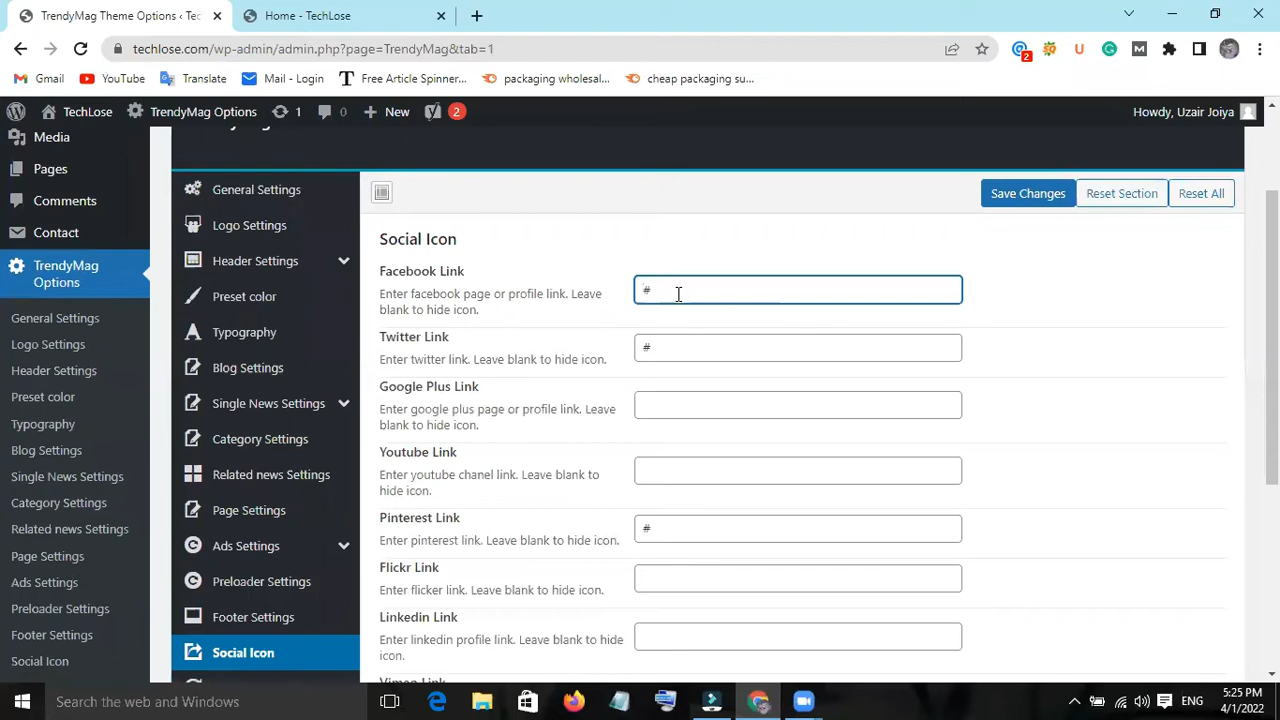 TrendyMag Theme Options ‹ Tec
Home - TechLose
techlose.com/wp-admin/admin.php?page=TrendyMag&tab=1
2
Gmail
YouTube
Translate
Mail - Login
Free Article Spinner...
packaging wholesal...
cheap packaging su...
TechLose
TrendyMag Options
1
0
New
2
Howdy, Uzair Joiya
Media
Pages
Comments
Contact
TrendyMag
Options
General Settings
Logo Settings
Header Settings
Preset color
Typography
Blog Settings
Single News Settings
Category Settings
Related news Settings
Page Settings
Ads Settings
Preloader Settings
Footer Settings
Social Icon
General Settings
Logo Settings
Header Settings
Preset color
Typography
Blog Settings
Single News Settings
Category Settings
Related news Settings
Page Settings
Ads Settings
Preloader Settings
Footer Settings
Social Icon
Save Changes
Reset Section
Reset All
Social Icon
Facebook Link
Enter facebook page or profile link. Leave
blank to hide icon.
#
Twitter Link
Enter twitter link. Leave blank to hide icon.
#
Google Plus Link
Enter google plus page or profile link. Leave
blank to hide icon.
Youtube Link
Enter youtube chanel link. Leave blank to
hide icon.
Pinterest Link
Enter pinterest link. Leave blank to hide icon.
#
Flickr Link
Enter flicker link. Leave blank to hide icon.
Linkedin Link
Enter linkedin profile link. Leave blank to hide
icon.
Search the web and Windows
ENG
5:25 PM
4/1/2022